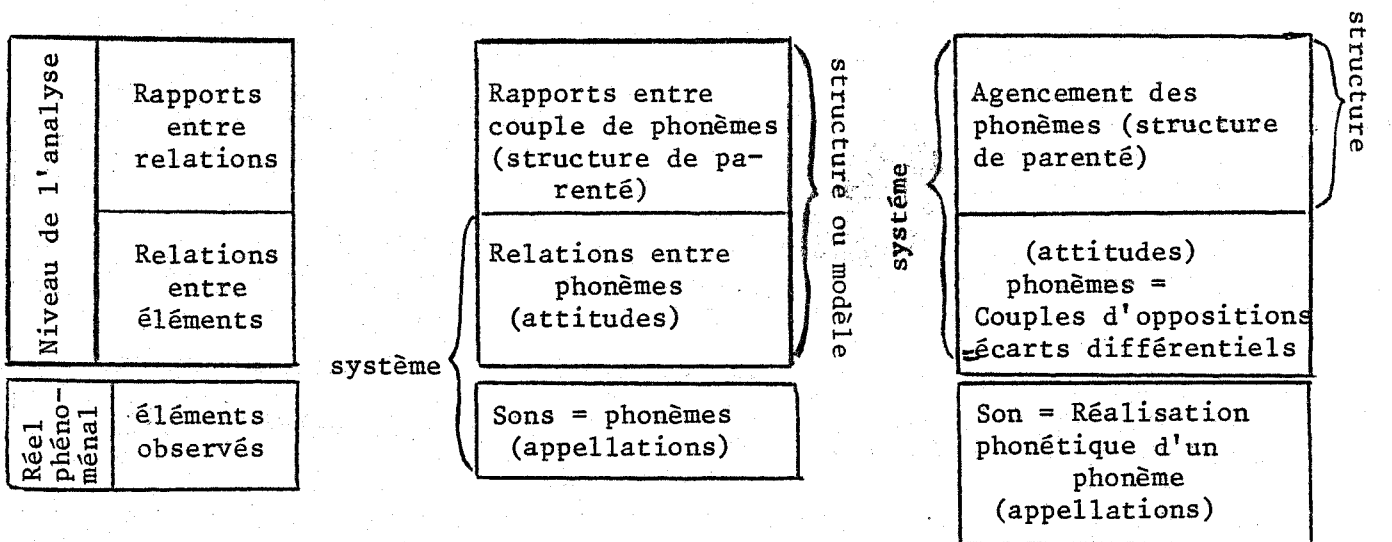 Niveau de l'analyse
Rapports
entre
relations
Relations
entre
éléments
Réel
phéno-
ménal
éléments
observés
système
Rapports entre
couple de phonèmes
(structure de pa-
renté)
Relations entre
phonèmes
(attitudes)
Sons = phonèmes
(appellations)
structure ou modèle
systéme
Agencement des
phonèmes (structure
de parenté)
(attitudes)
phonèmes =
Couples d'oppositions
=écarts différentiels
Son = Réalisation
phonétique d'un
phonème
(appellations)
structure